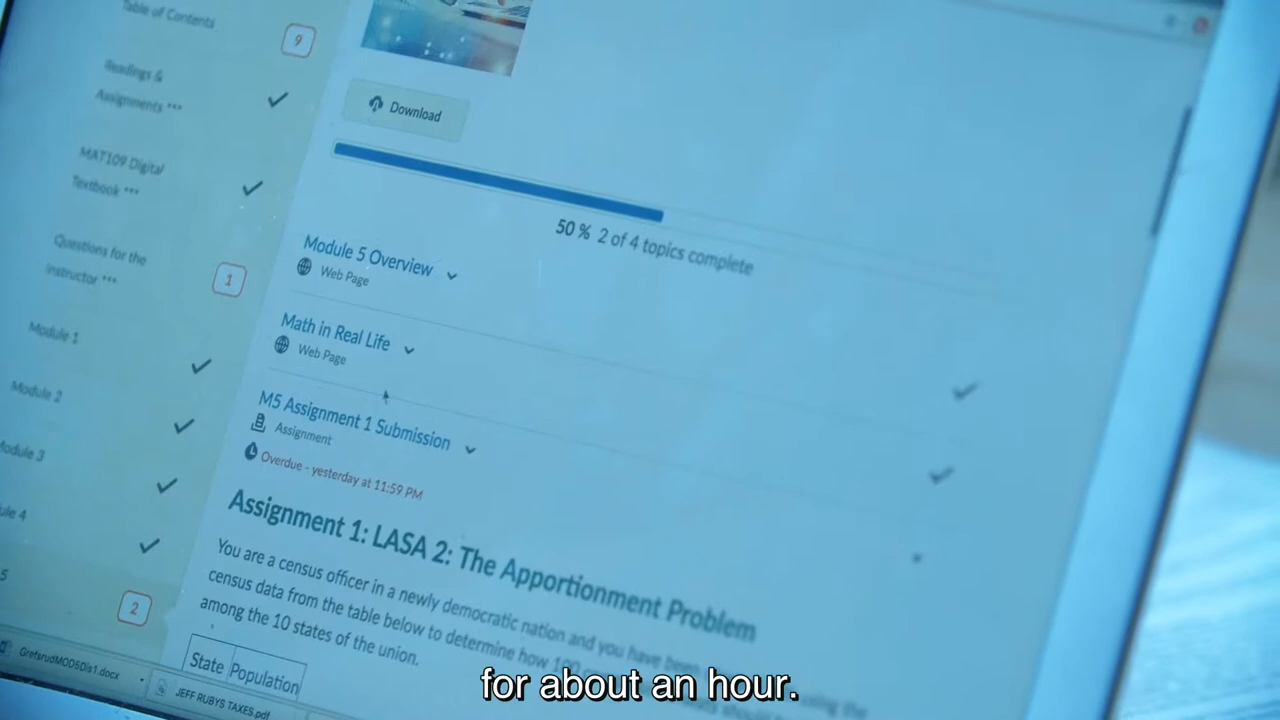 Table of Contents
9
Readings &
Assignments ***
MAT109 Digital
Textbook ***
Questions for the
Instructor ***
1
Module 1
Module 2
Module 3
ule 4
5
2
Download
50 % 2 of 4 topics complete
Module 5 Overview
Web Page
Math in Real Life
Web Page
M5 Assignment 1 Submission
Assignment
Overdue - yesterday at 11:59 PM
Assignment 1: LASA 2: The Apportionment Problem
You are a census officer in a newly democratic nation and you have been
census data from the table below to determine how 100
among the 10 states of the union.
State Population
GrefsrudMOD5Dis1.docx
JEFF RUBYS TAXES.pdf
for about an hour.